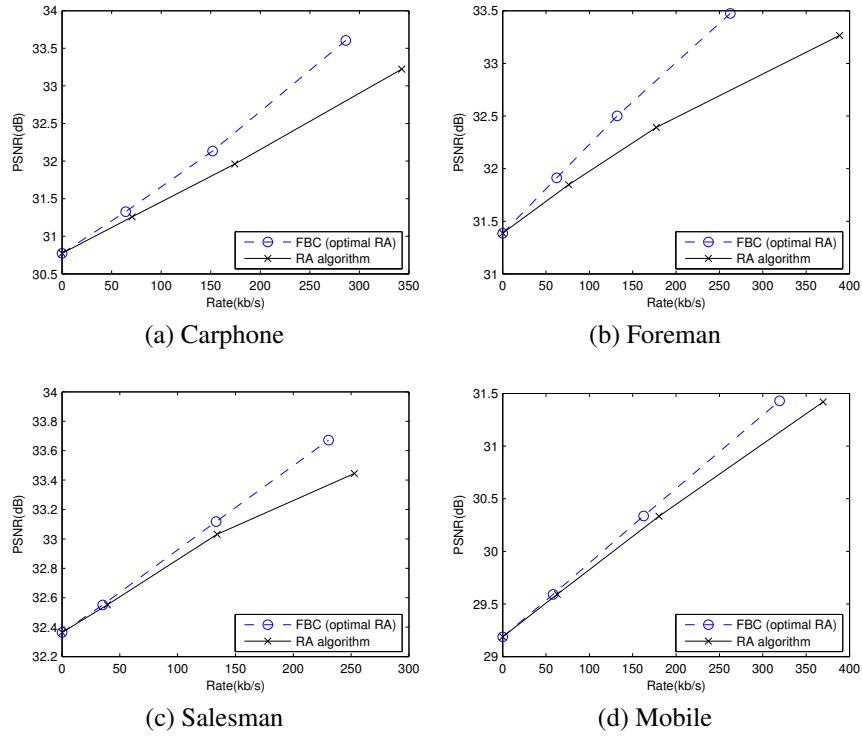 34
33.5
33
32.5
32
31.5
31
30.5
PSNR(dB)
0 50 100 150 200 250 300 350
Rate(kb/s)
FBC (optimal RA)
RA algorithm
(a) Carphone
33.5
33
32.5
32
31.5
31
PSNR(dB)
0 50 100 150 200 250 300 350 400
Rate(kb/s)
FBC (optimal RA)
RA algorithm
(b) Foreman
34
33.8
33.6
33.4
33.2
33
32.8
32.6
32.4
32.2
PSNR(dB)
0 50 100 150 200 250 300
Rate(kb/s)
FBC (optimal RA)
RA algorithm
(c) Salesman
31.5
31
30.5
30
29.5
29
PSNR(dB)
0 50 100 150 200 250 300 350 400
Rate(kb/s)
FBC (optimal RA)
RA algorithm
(d) Mobile